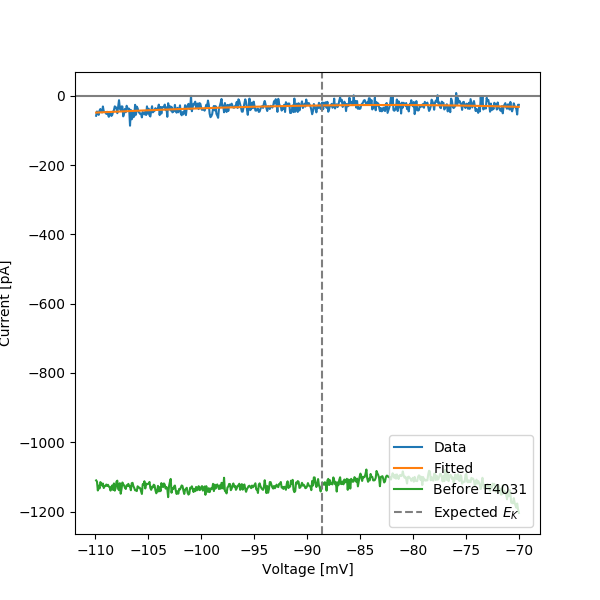 0
−200
−400
−600
−800
−1000
−1200
Current [pA]
−110
−105
−100
−95
−90
−85
−80
−75
−70
Voltage [mV]
Data
Fitted
Before E4031
Expected E_K